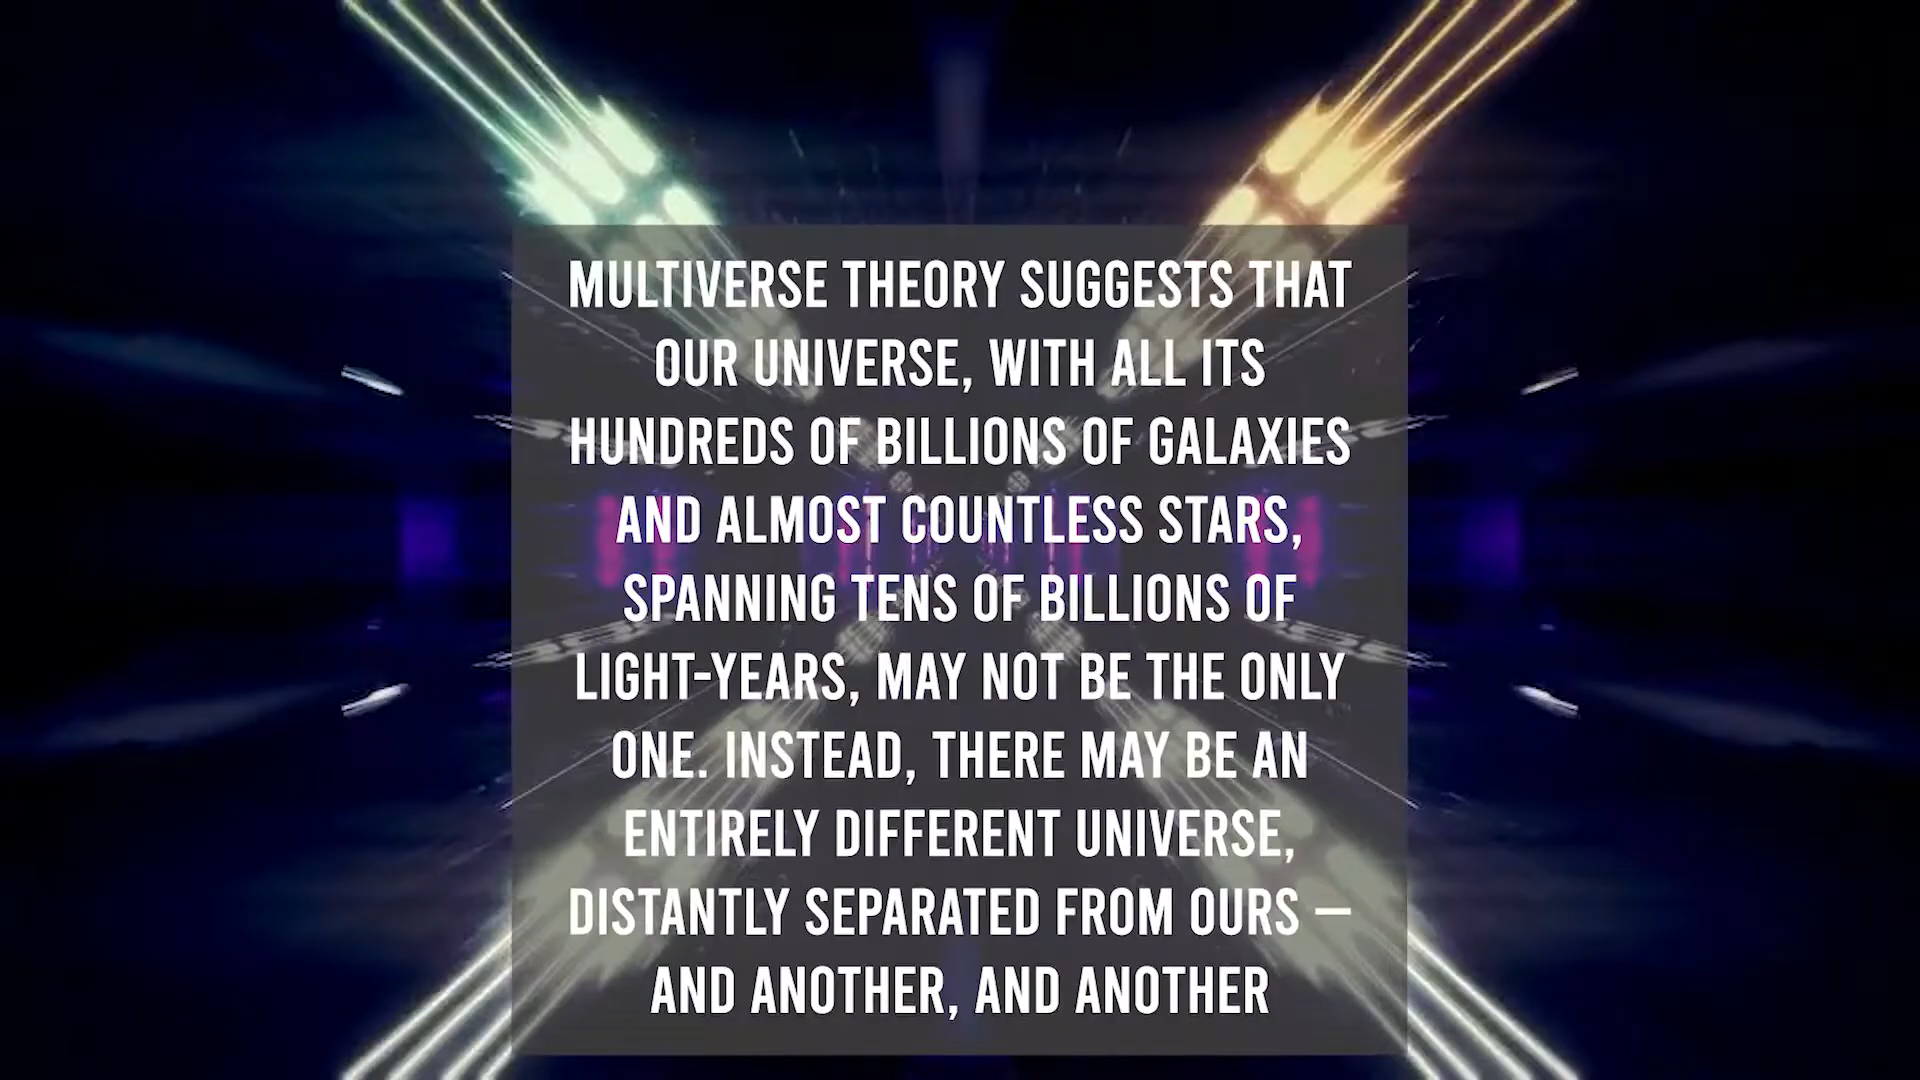 MULTIVERSE THEORY SUGGESTS THAT
OUR UNIVERSE, WITH ALL ITS
HUNDREDS OF BILLIONS OF GALAXIES
AND ALMOST COUNTLESS STARS,
SPANNING TENS OF BILLIONS OF
LIGHT-YEARS, MAY NOT BE THE ONLY
ONE. INSTEAD, THERE MAY BE AN
ENTIRELY DIFFERENT UNIVERSE,
DISTANTLY SEPARATED FROM OURS —
AND ANOTHER, AND ANOTHER